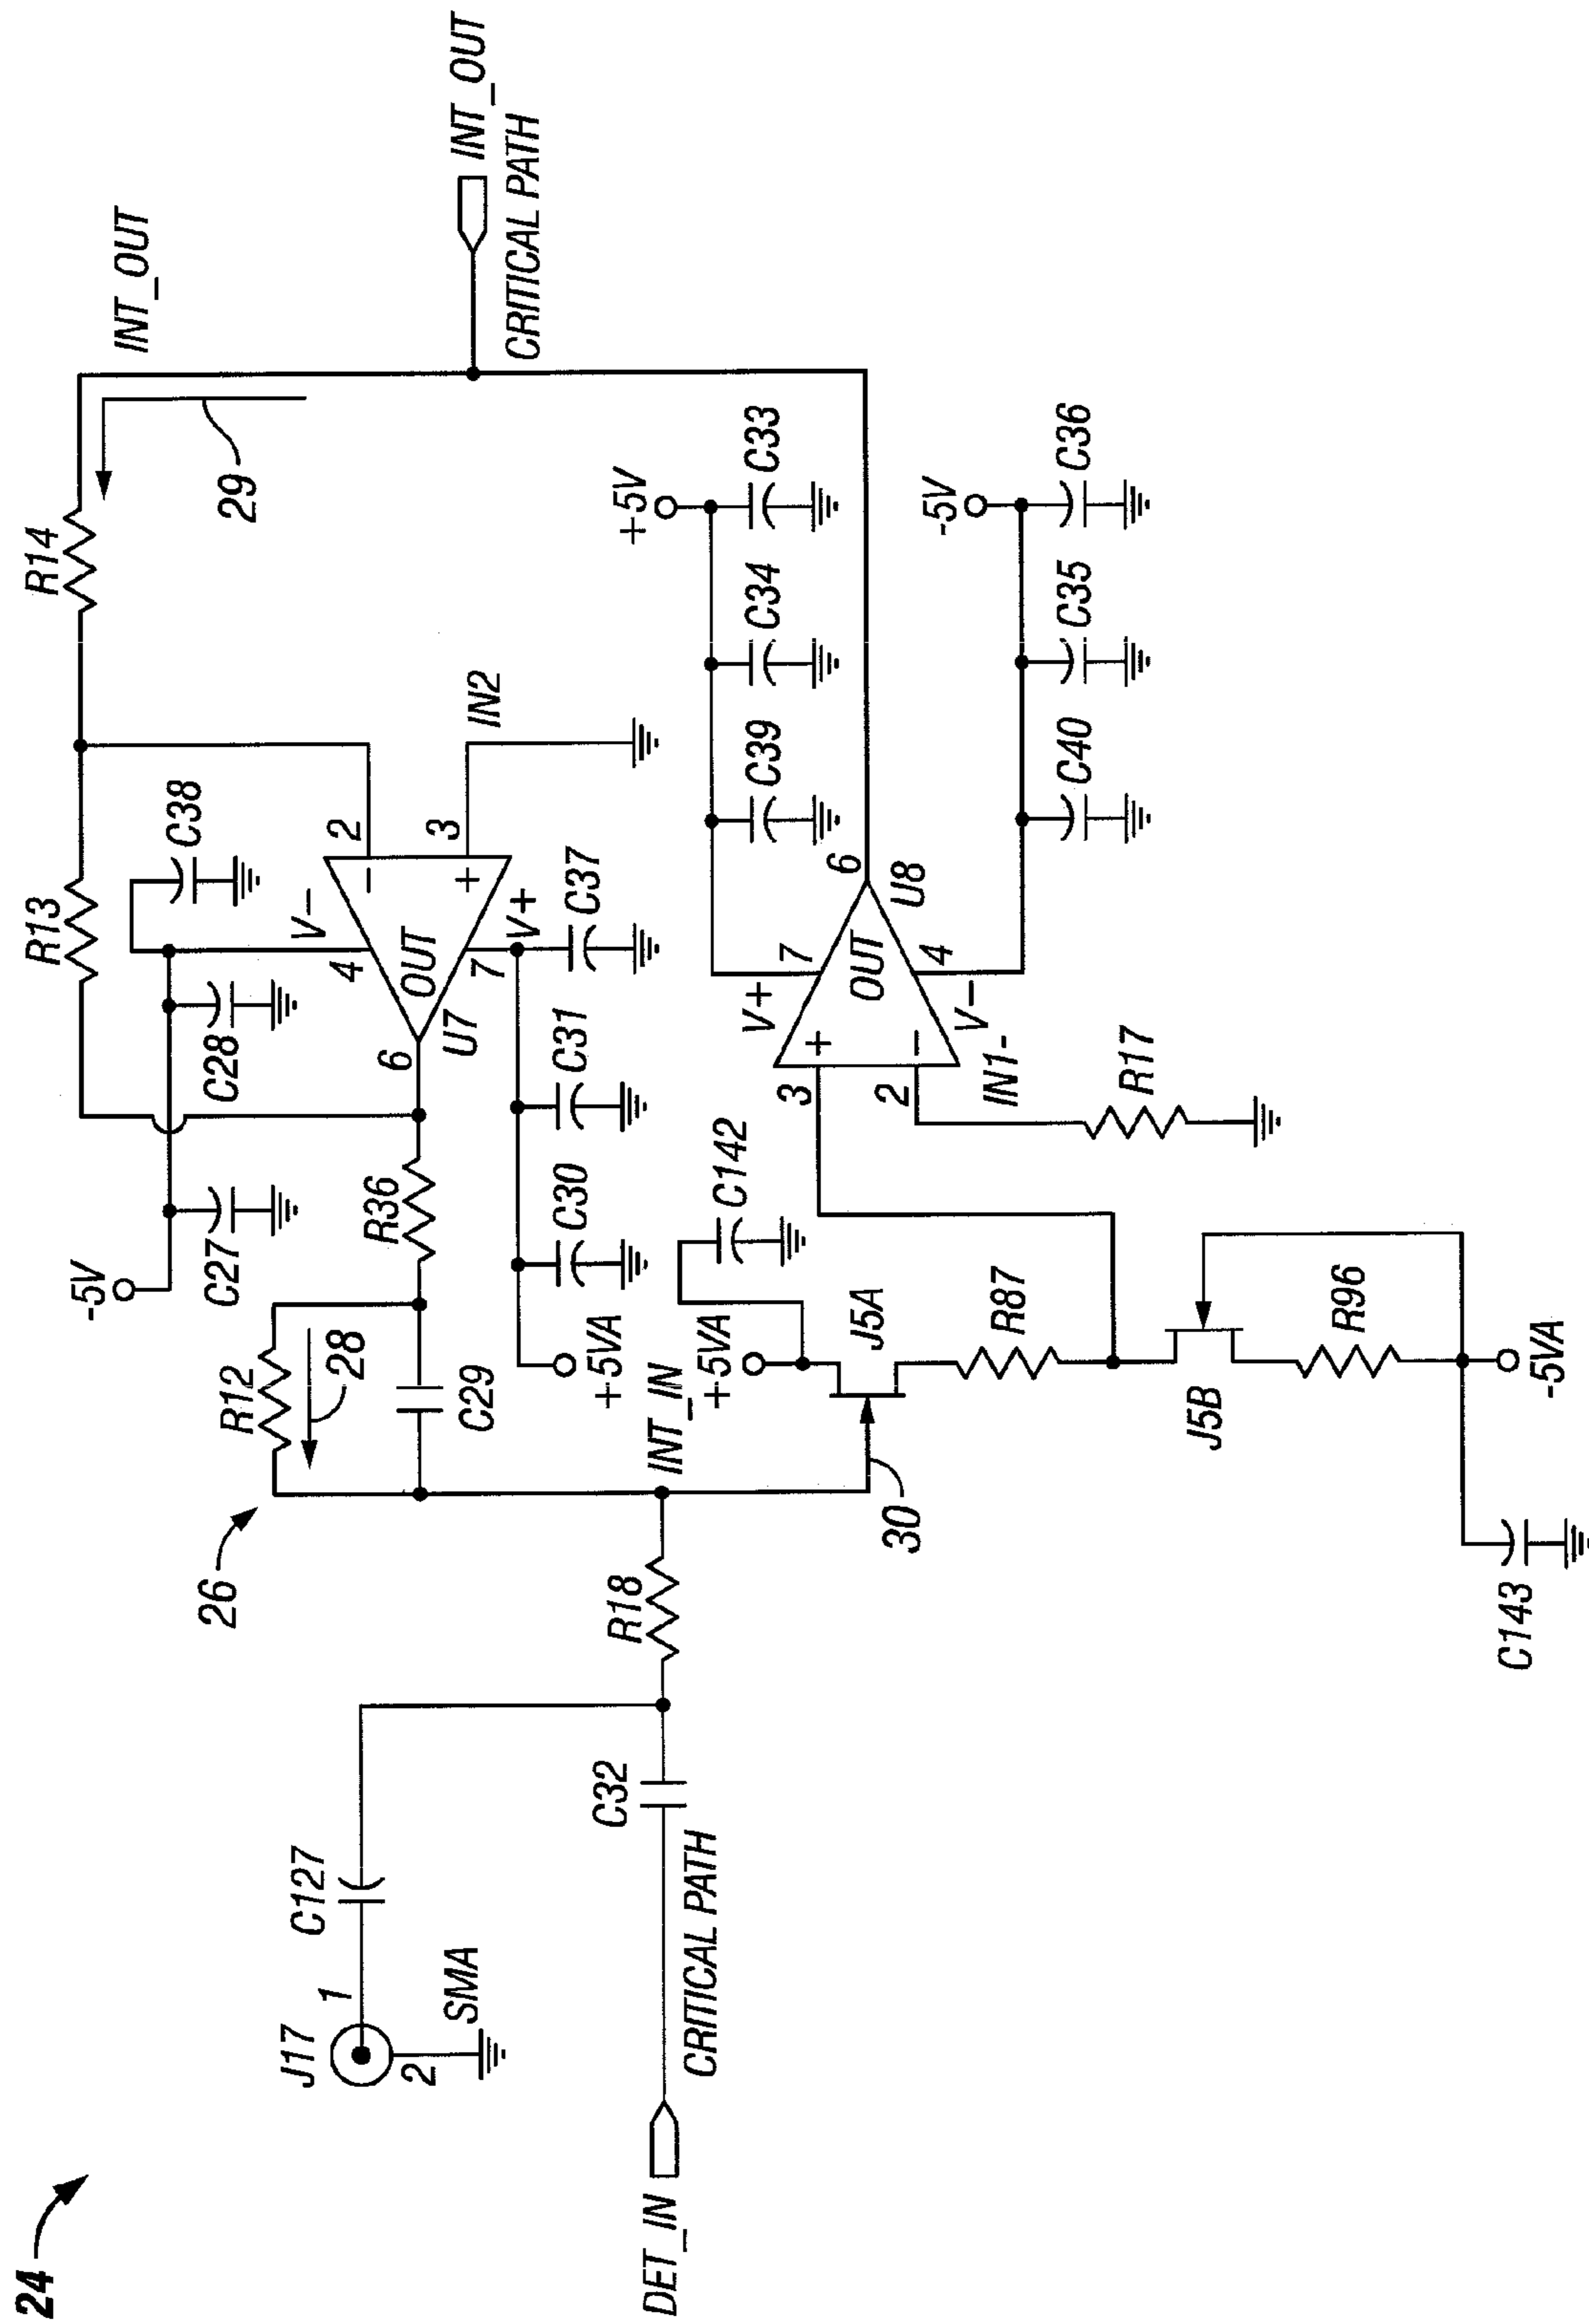 24
INT_OUT
INT_OUT
CRITICAL PATH
R14
29
R13
C38
V-
4
2
3
IN2
OUT
6
U7
7
V+
C37
C28
C27
-5V
C31
C30
+5VA
R36
R12
28
C29
26
INT_IN
R18
C127
J17
1
2
SMA
C32
CRITICAL PATH
DET_IN
+5VA
C142
J5A
30
R87
J5B
R96
-5VA
C143
3
2
IN1-
R17
V+
7
OUT
6
U8
4
V-
+5V
C39
C34
C33
-5V
C40
C35
C36